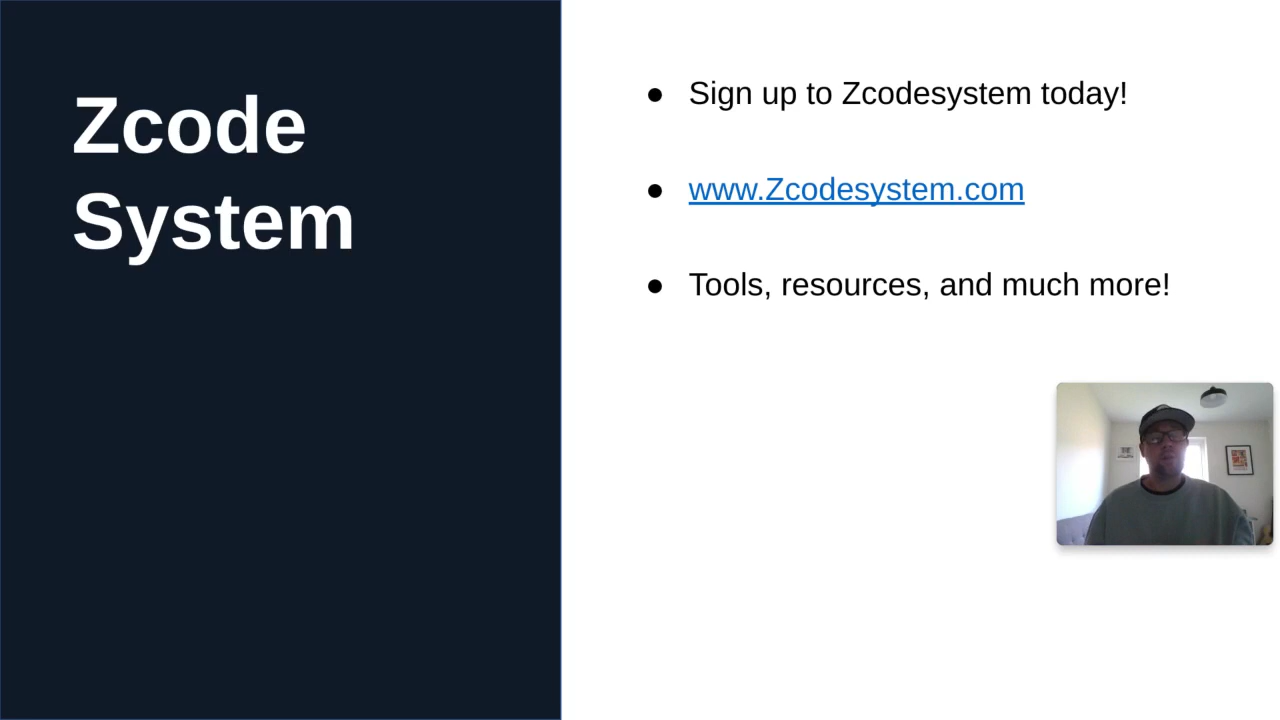 Zcode
System
● Sign up to Zcodesystem today!
● www.Zcodesystem.com
● Tools, resources, and much more!